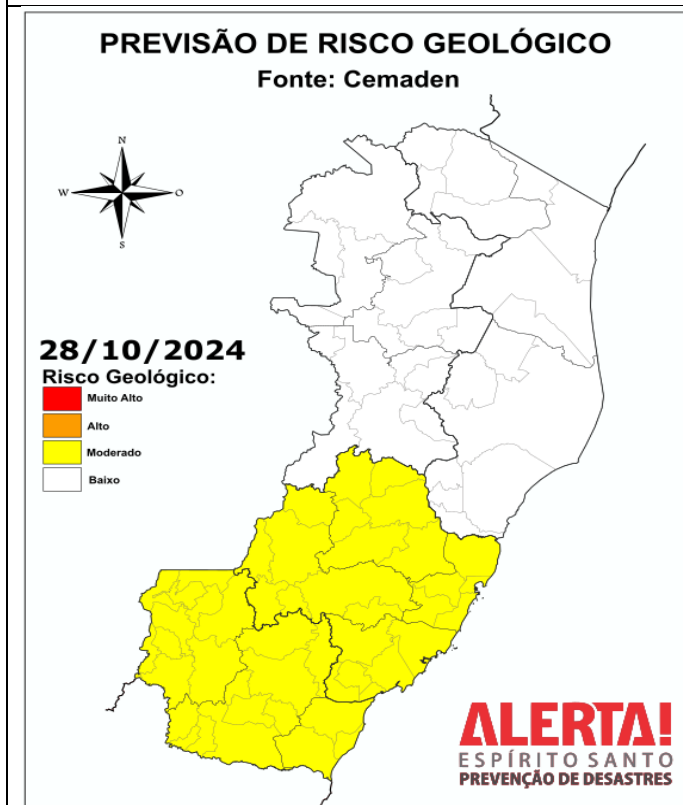 PREVISÃO DE RISCO GEOLÓGICO
Fonte: Cemaden
N
W
O
S
28/10/2024
Risco Geológico:
Muito Alto
Alto
Moderado
Baixo
ALERTA!
ESPÍRITO SANTO
PREVENÇÃO DE DESASTRES